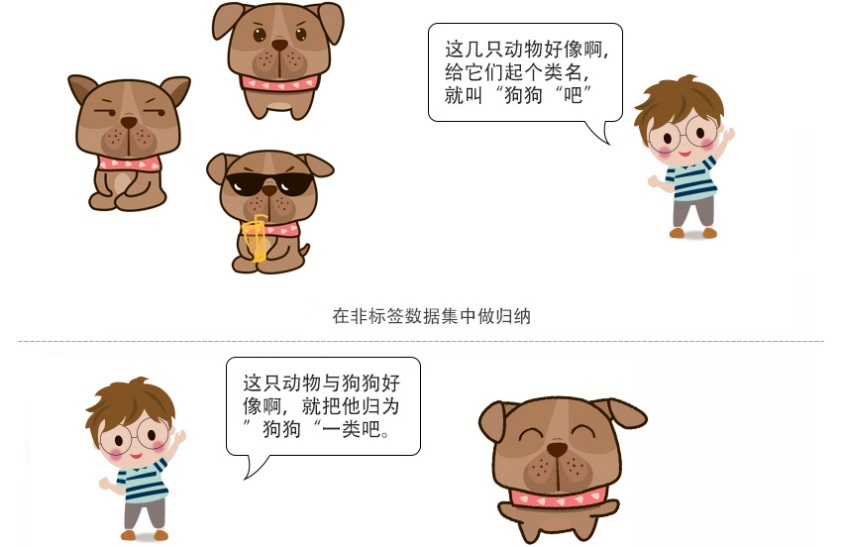 这几只动物好像啊,
给它们起个类名,
就叫“狗狗“吧”
在非标签数据集中做归纳
这只动物与狗狗好
像啊，就把他归为
”狗狗“一类吧。